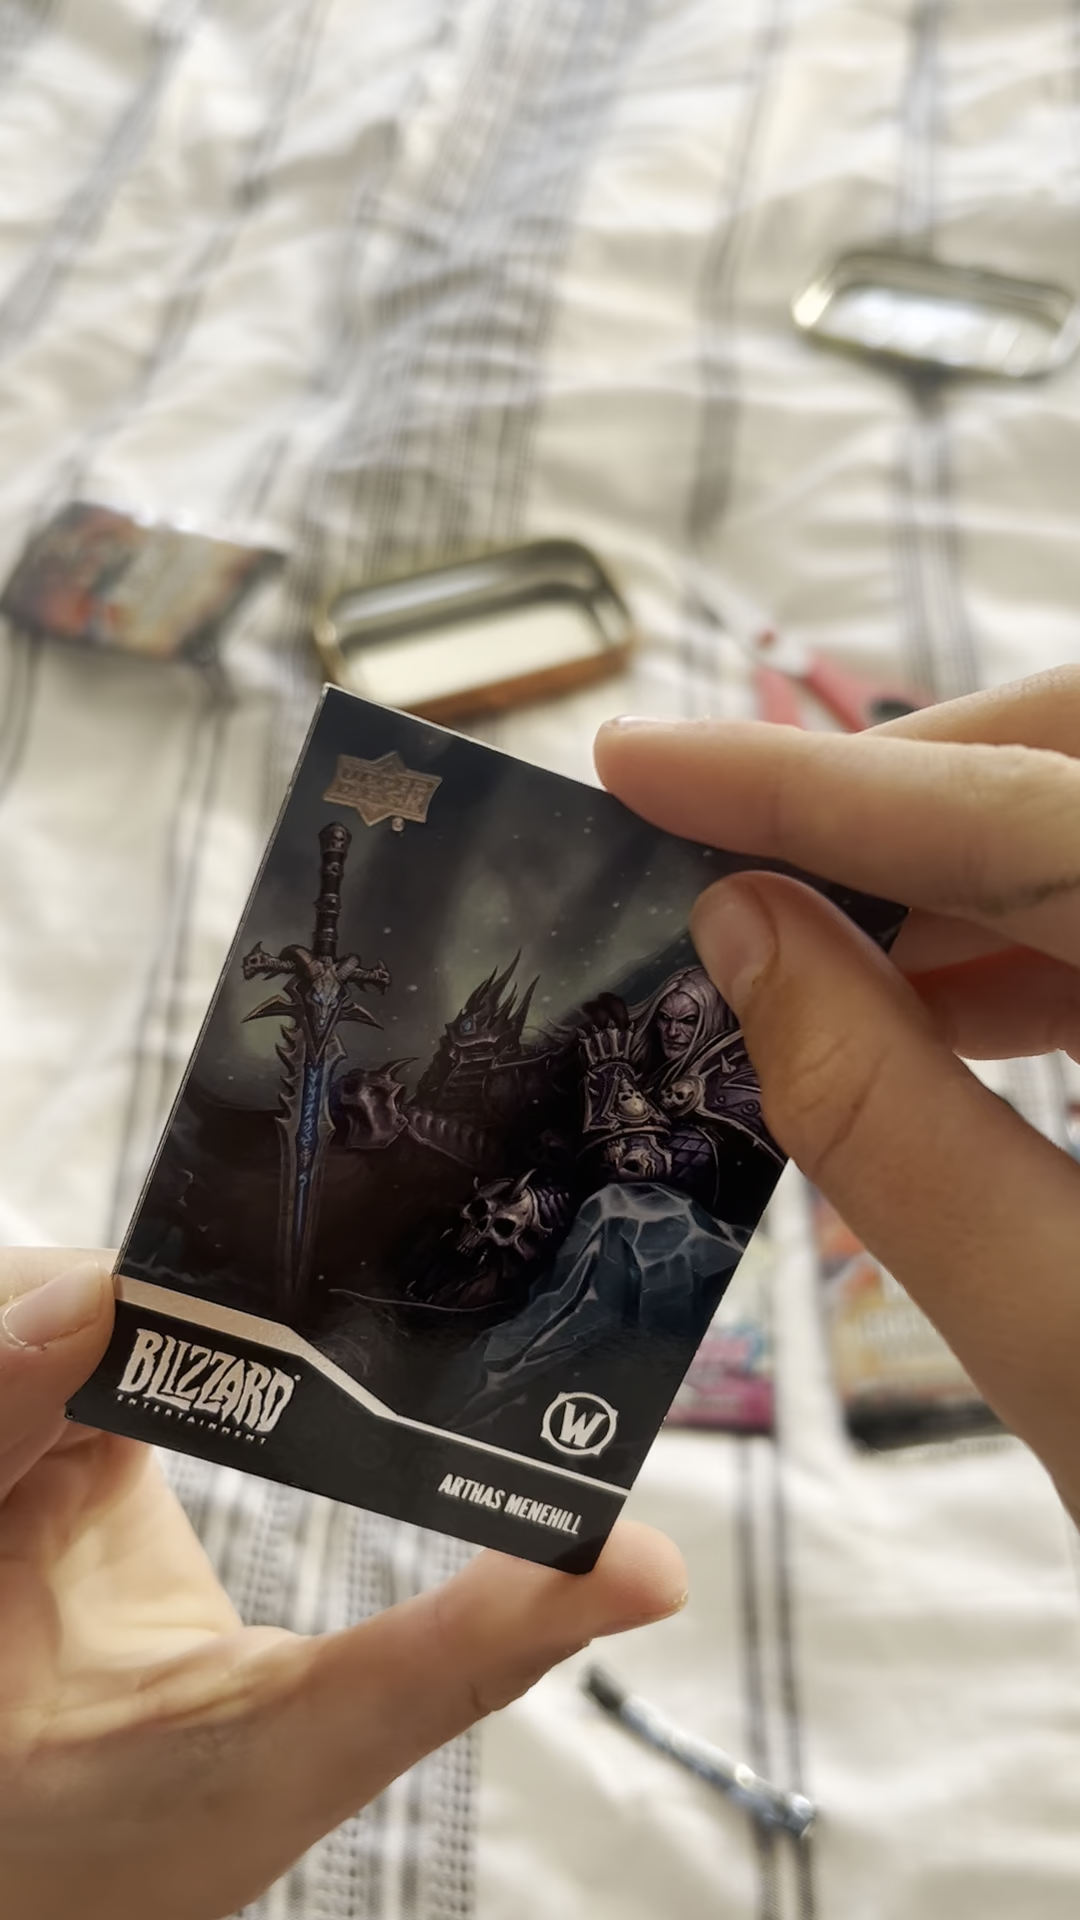 UPPER
DECK
BLIZZARD
ENTERTAINMENT
W
ARTHAS MENEHILL